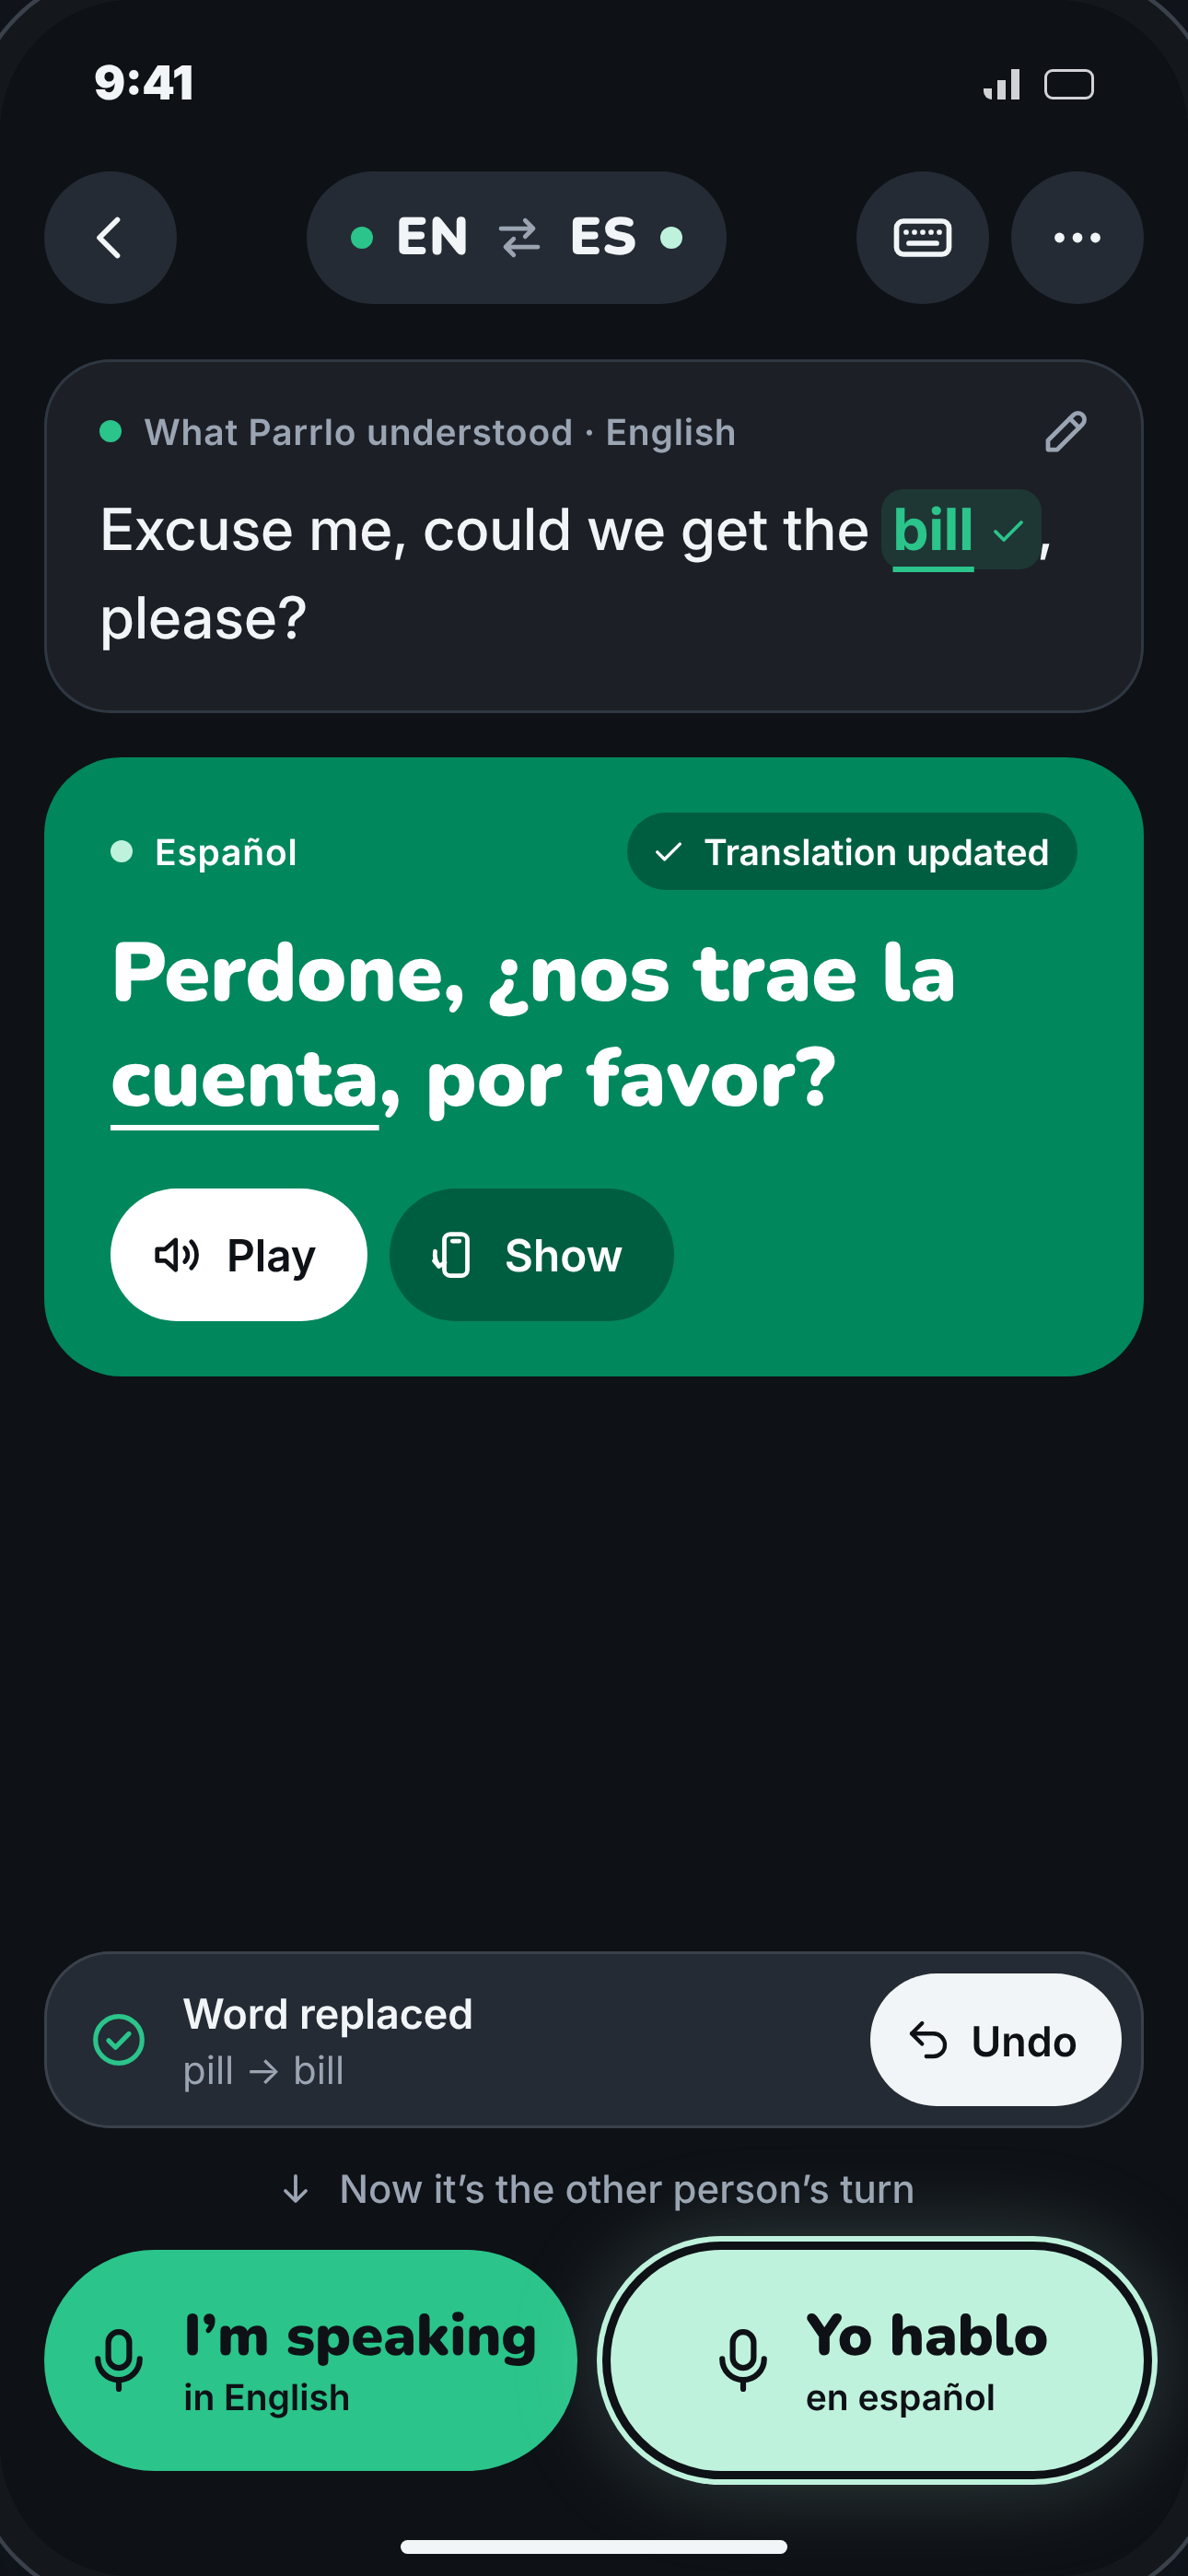 9:41
EN ⇄ ES
What Parrlo understood · English
Excuse me, could we get the bill ✓,
please?
Español
✓ Translation updated
Perdone, ¿nos trae la
cuenta, por favor?
Play
Show
Word replaced
pill → bill
Undo
↓ Now it’s the other person’s turn
I’m speaking
in English
Yo hablo
en español